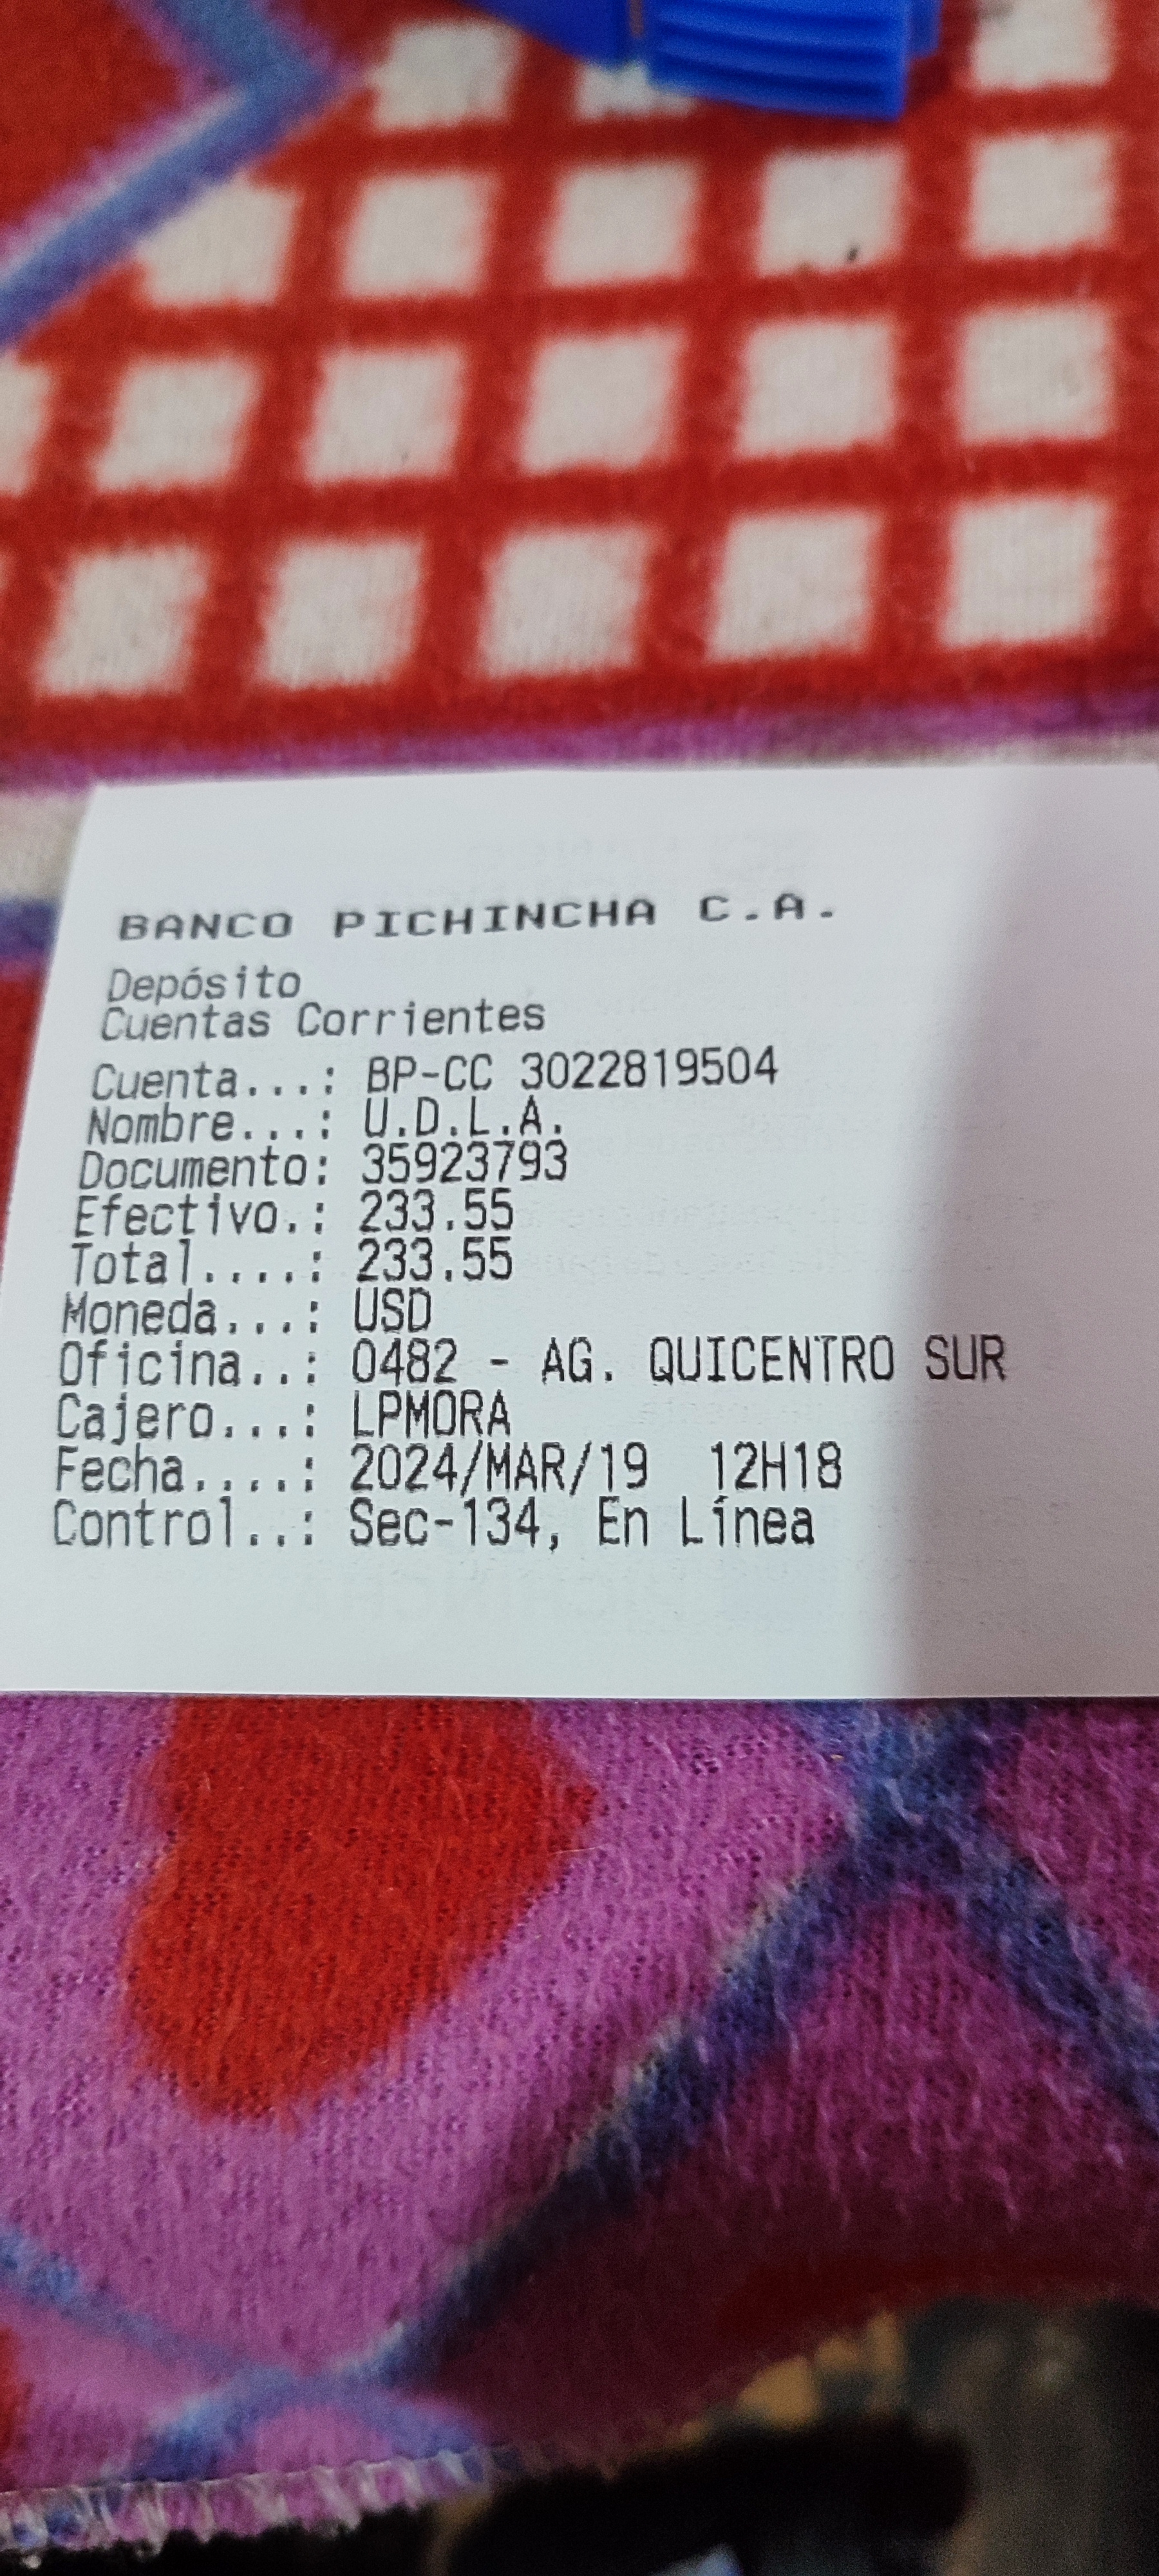 BANCO PICHINCHA C.A.
Depósito
Cuentas Corrientes
Cuenta...: BP-CC 3022819504
Nombre...: U.D.L.A.
Documento: 35923793
Efectivo.: 233.55
Total....: 233.55
Moneda...: USD
Oficina..: 0482 - AG. QUICENTRO SUR
Cajero...: LPMORA
Fecha....: 2024/MAR/19 12H18
Control..: Sec-134, En Línea